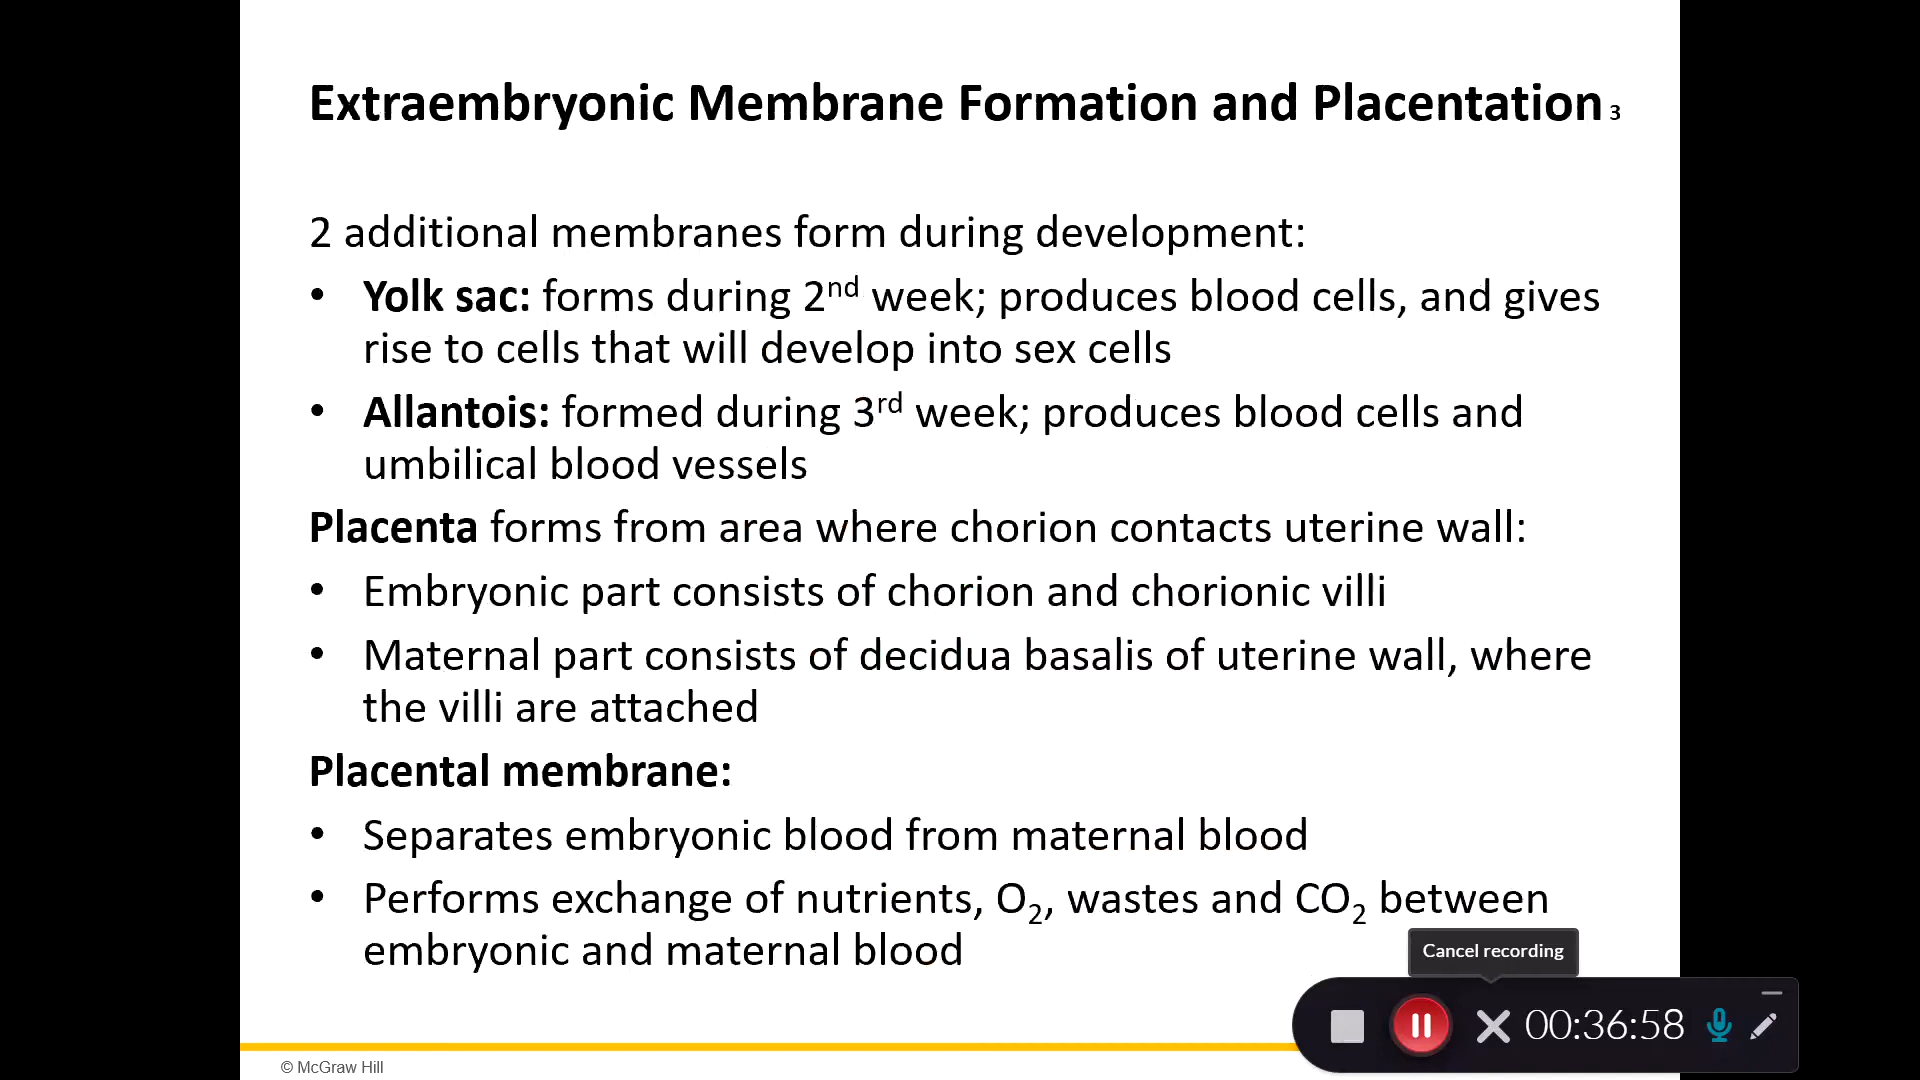 Extraembryonic Membrane Formation and Placentation 3
2 additional membranes form during development:
• Yolk sac: forms during 2nd week; produces blood cells, and gives
rise to cells that will develop into sex cells
• Allantois: formed during 3rd week; produces blood cells and
umbilical blood vessels
Placenta forms from area where chorion contacts uterine wall:
• Embryonic part consists of chorion and chorionic villi
• Maternal part consists of decidua basalis of uterine wall, where
the villi are attached
Placental membrane:
• Separates embryonic blood from maternal blood
• Performs exchange of nutrients, O2, wastes and CO2 between
embryonic and maternal blood
Cancel recording
00:36:58
© McGraw Hill